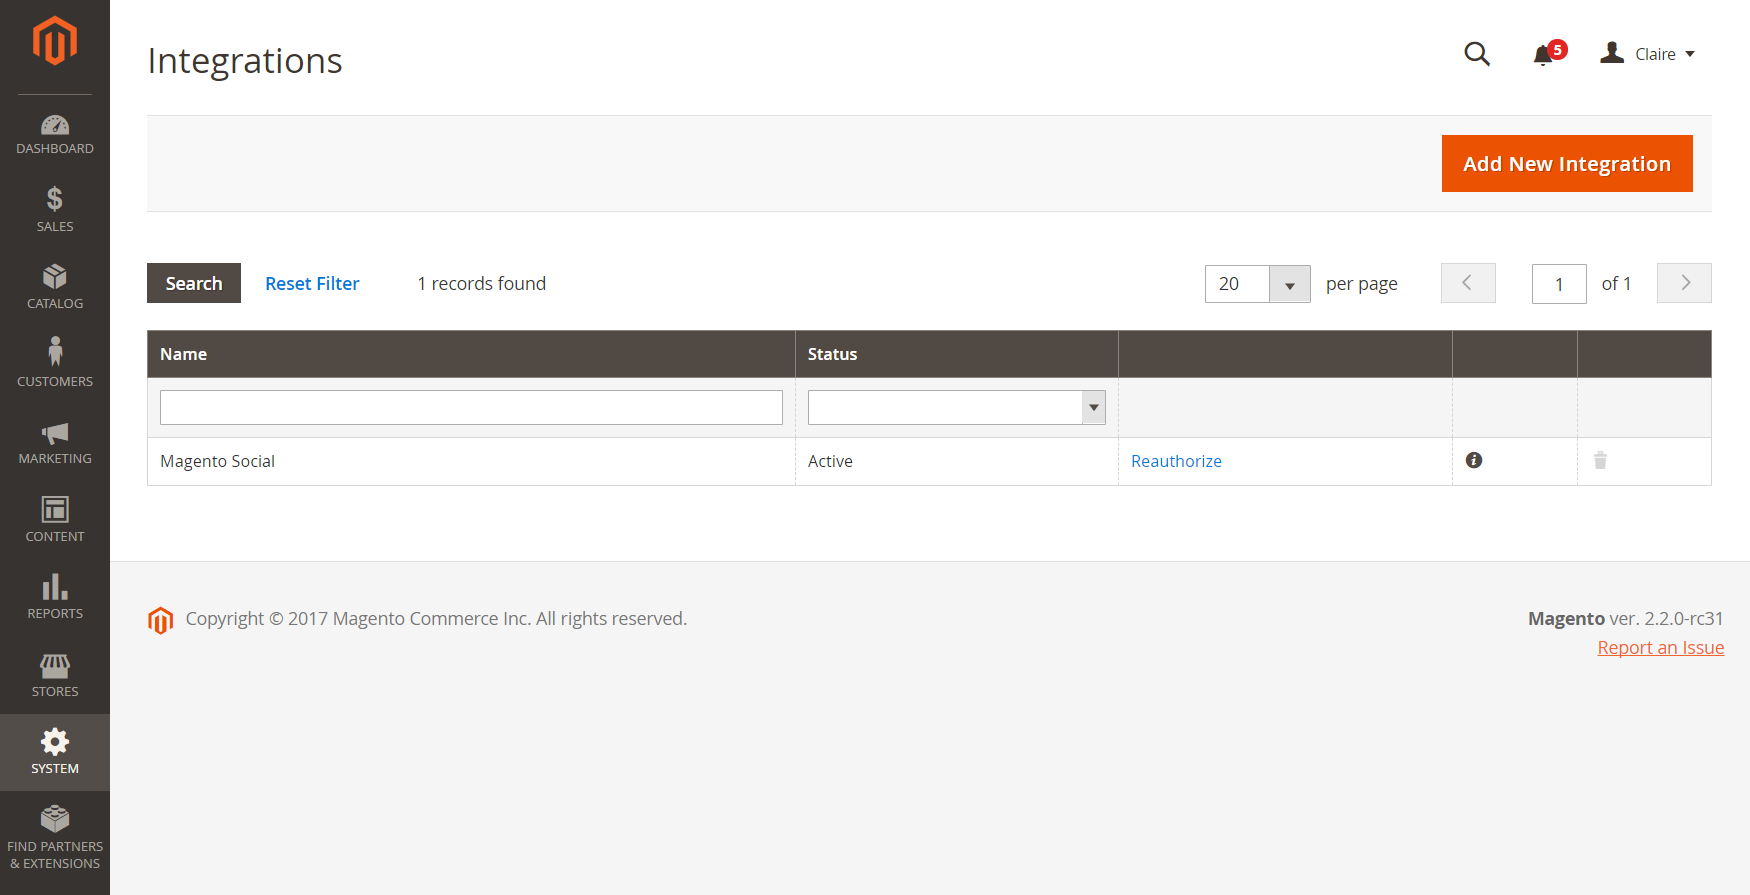 Integrations
5
Claire
DASHBOARD
SALES
CATALOG
CUSTOMERS
MARKETING
CONTENT
REPORTS
STORES
SYSTEM
FIND PARTNERS
& EXTENSIONS
Add New Integration
Search Reset Filter 1 records found 20 per page 1 of 1
Name Status
Magento Social Active Reauthorize
Copyright © 2017 Magento Commerce Inc. All rights reserved.
Magento ver. 2.2.0-rc31
Report an Issue